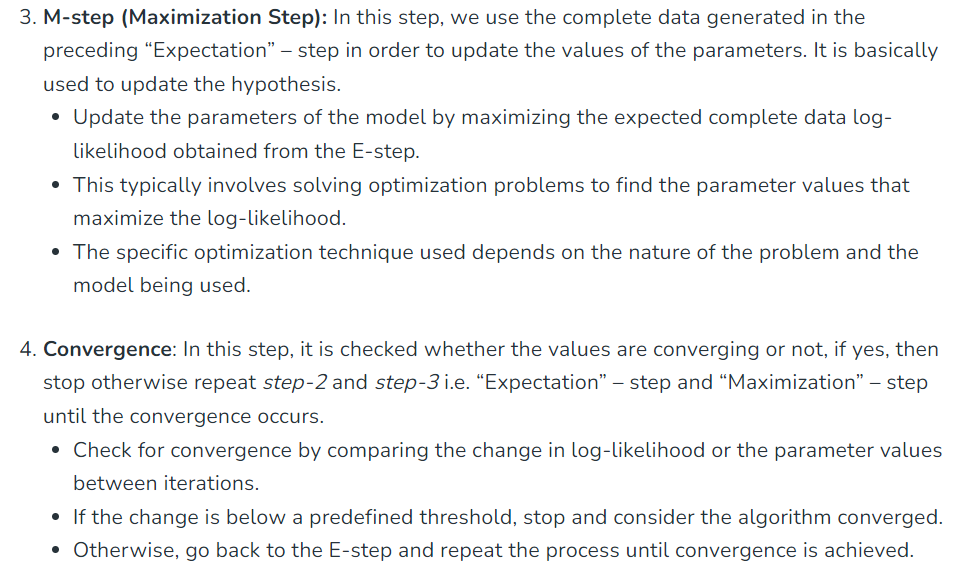 3. M-step (Maximization Step): In this step, we use the complete data generated in the
preceding “Expectation” – step in order to update the values of the parameters. It is basically
used to update the hypothesis.
• Update the parameters of the model by maximizing the expected complete data log-
likelihood obtained from the E-step.
• This typically involves solving optimization problems to find the parameter values that
maximize the log-likelihood.
• The specific optimization technique used depends on the nature of the problem and the
model being used.
4. Convergence: In this step, it is checked whether the values are converging or not, if yes, then
stop otherwise repeat step-2 and step-3 i.e. “Expectation” – step and “Maximization” – step
until the convergence occurs.
• Check for convergence by comparing the change in log-likelihood or the parameter values
between iterations.
• If the change is below a predefined threshold, stop and consider the algorithm converged.
• Otherwise, go back to the E-step and repeat the process until convergence is achieved.